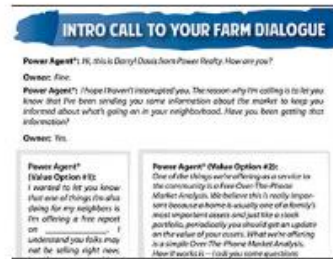 INTRO CALL TO YOUR FARM DIALOGUE
Power Agent®: Hi, this is Darryl Davis from Power Realty. How are you?
Owner: Fine.
Power Agent®: I hope I haven't interrupted you. The reason why I'm calling is to let you
know that I've been sending you some information about the market to keep you
informed about what's going on in your neighborhood. Have you been getting that
information?
Owner: Yes.
Power Agent®
(Value Option #1):
I wanted to let you know
that one of things I'm also
doing for my neighbors is
I'm offering a free report
on ____________. I
understand you folks may
not be selling right now,
Power Agent® (Value Option #2):
One of the things we're offering as a service to
the community is a Free Over-The-Phone
Market Analysis. We believe this is really impor-
tant because a home is usually one of a family's
most important assets and just like a stock
portfolio, periodically you should get an update
on the value of your assets. What we're offering
is a simple Over-The-Phone Market Analysis.
How it works is – I ask you some questions